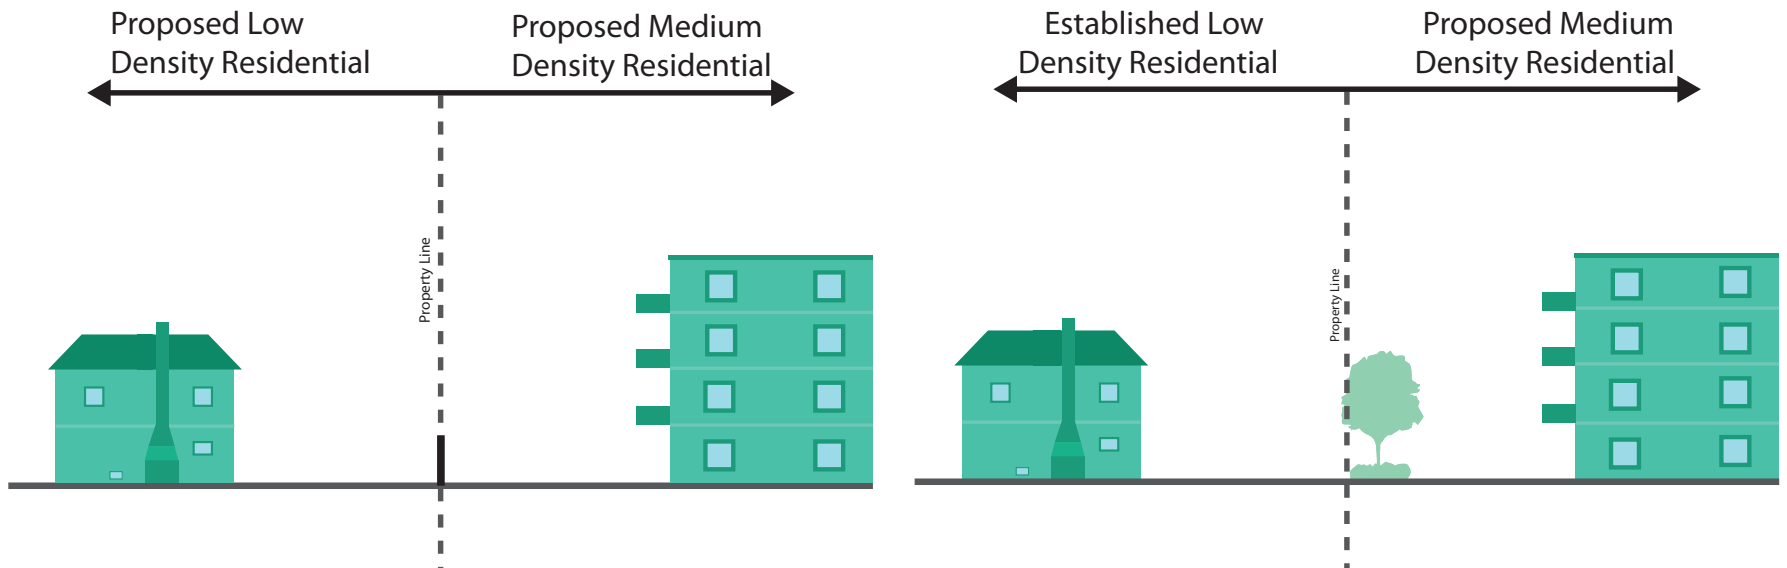 Proposed Low
Density Residential
Proposed Medium
Density Residential
Property Line
Established Low
Density Residential
Proposed Medium
Density Residential
Property Line